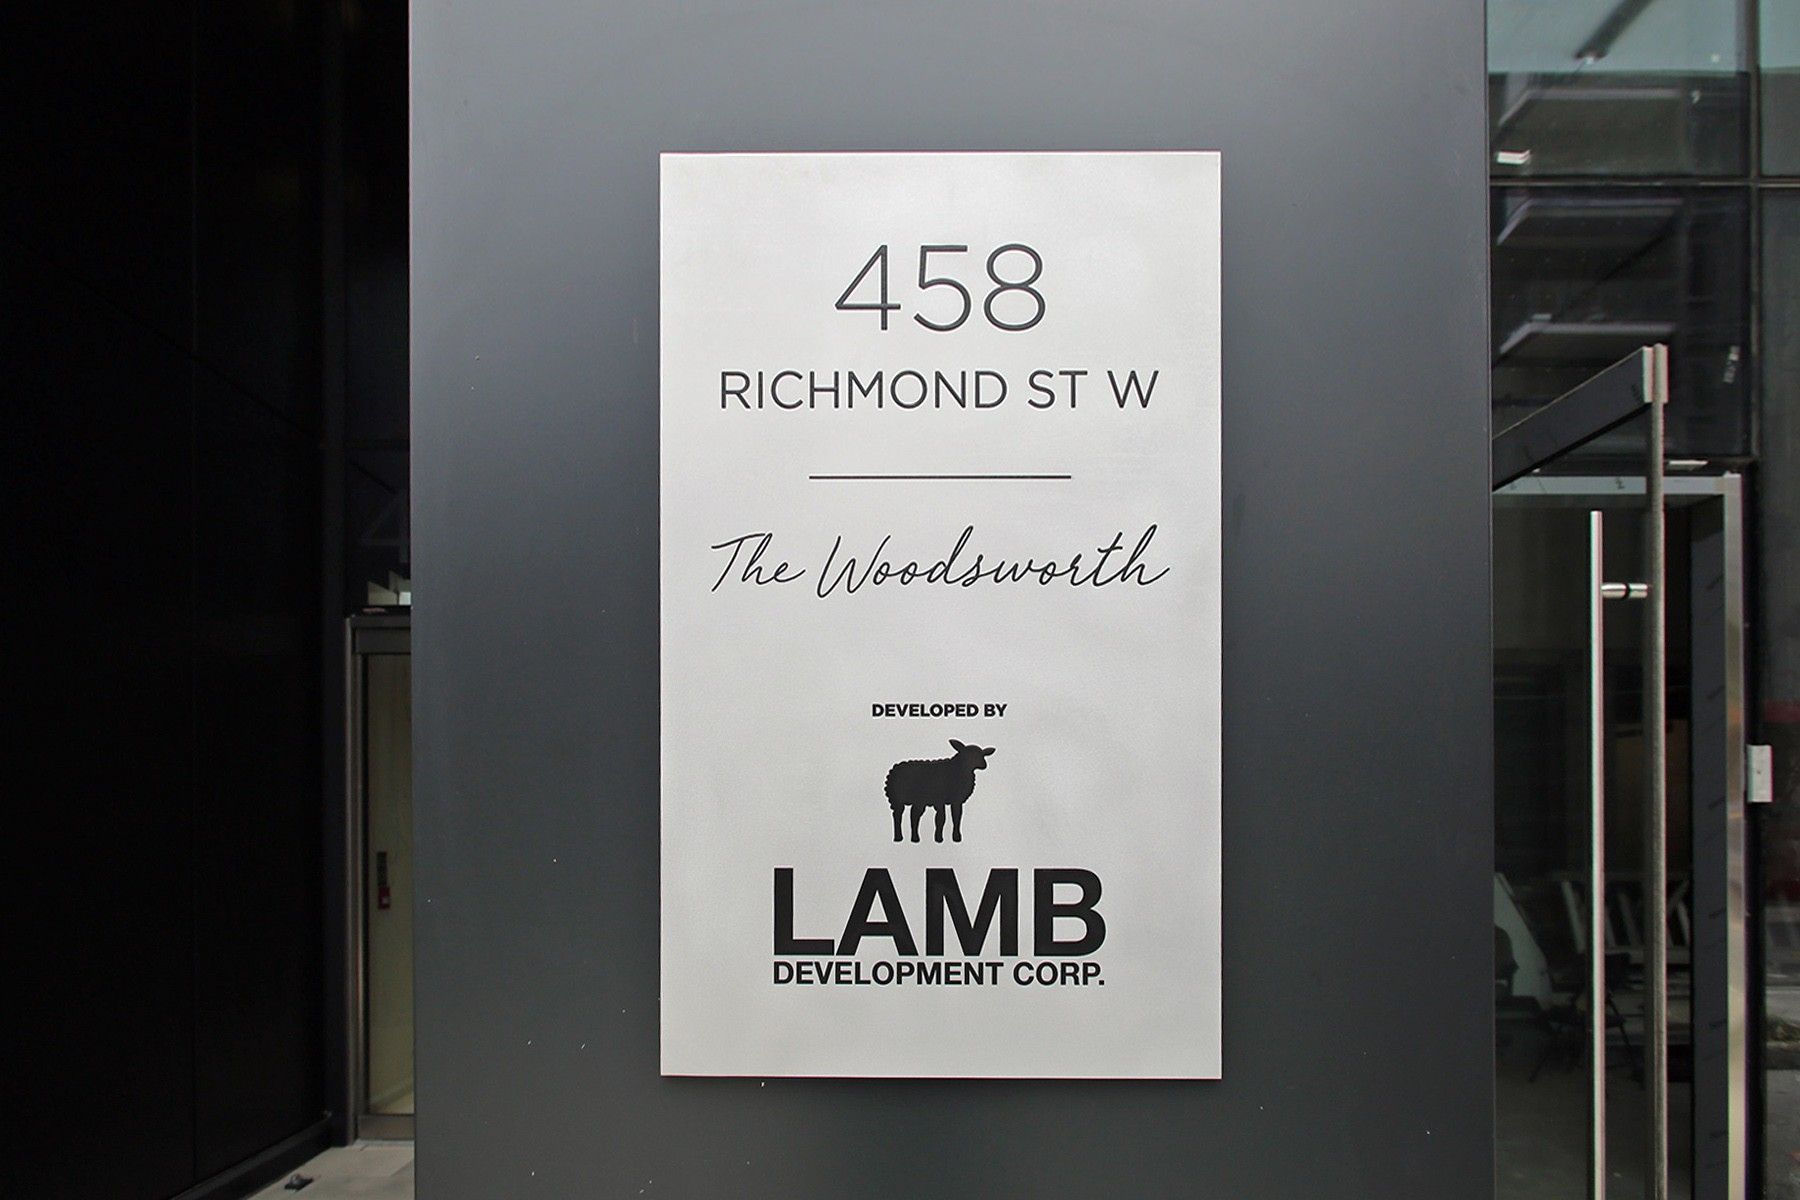 458
RICHMOND ST W
The Woodsworth
DEVELOPED BY
LAMB
DEVELOPMENT CORP.